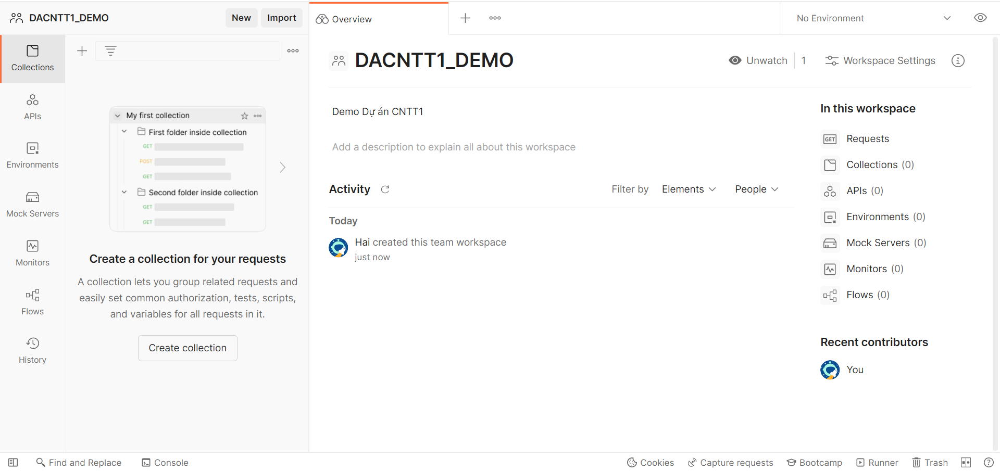 DACNTT1_DEMO
New
Import
Overview
No Environment
Collections
APIs
Environments
Mock Servers
Monitors
Flows
History
My first collection
First folder inside collection
GET
POST
GET
Second folder inside collection
GET
GET
Create a collection for your requests
A collection lets you group related requests and
easily set common authorization, tests, scripts,
and variables for all requests in it.
Create collection
DACNTT1_DEMO
Unwatch
1
Workspace Settings
Demo Dự án CNTT1
Add a description to explain all about this workspace
Activity
Filter by
Elements
People
Today
Hai created this team workspace
just now
In this workspace
GET
Requests
Collections (0)
APIs (0)
Environments (0)
Mock Servers (0)
Monitors (0)
Flows (0)
Recent contributors
You
Find and Replace
Console
Cookies
Capture requests
Bootcamp
Runner
Trash